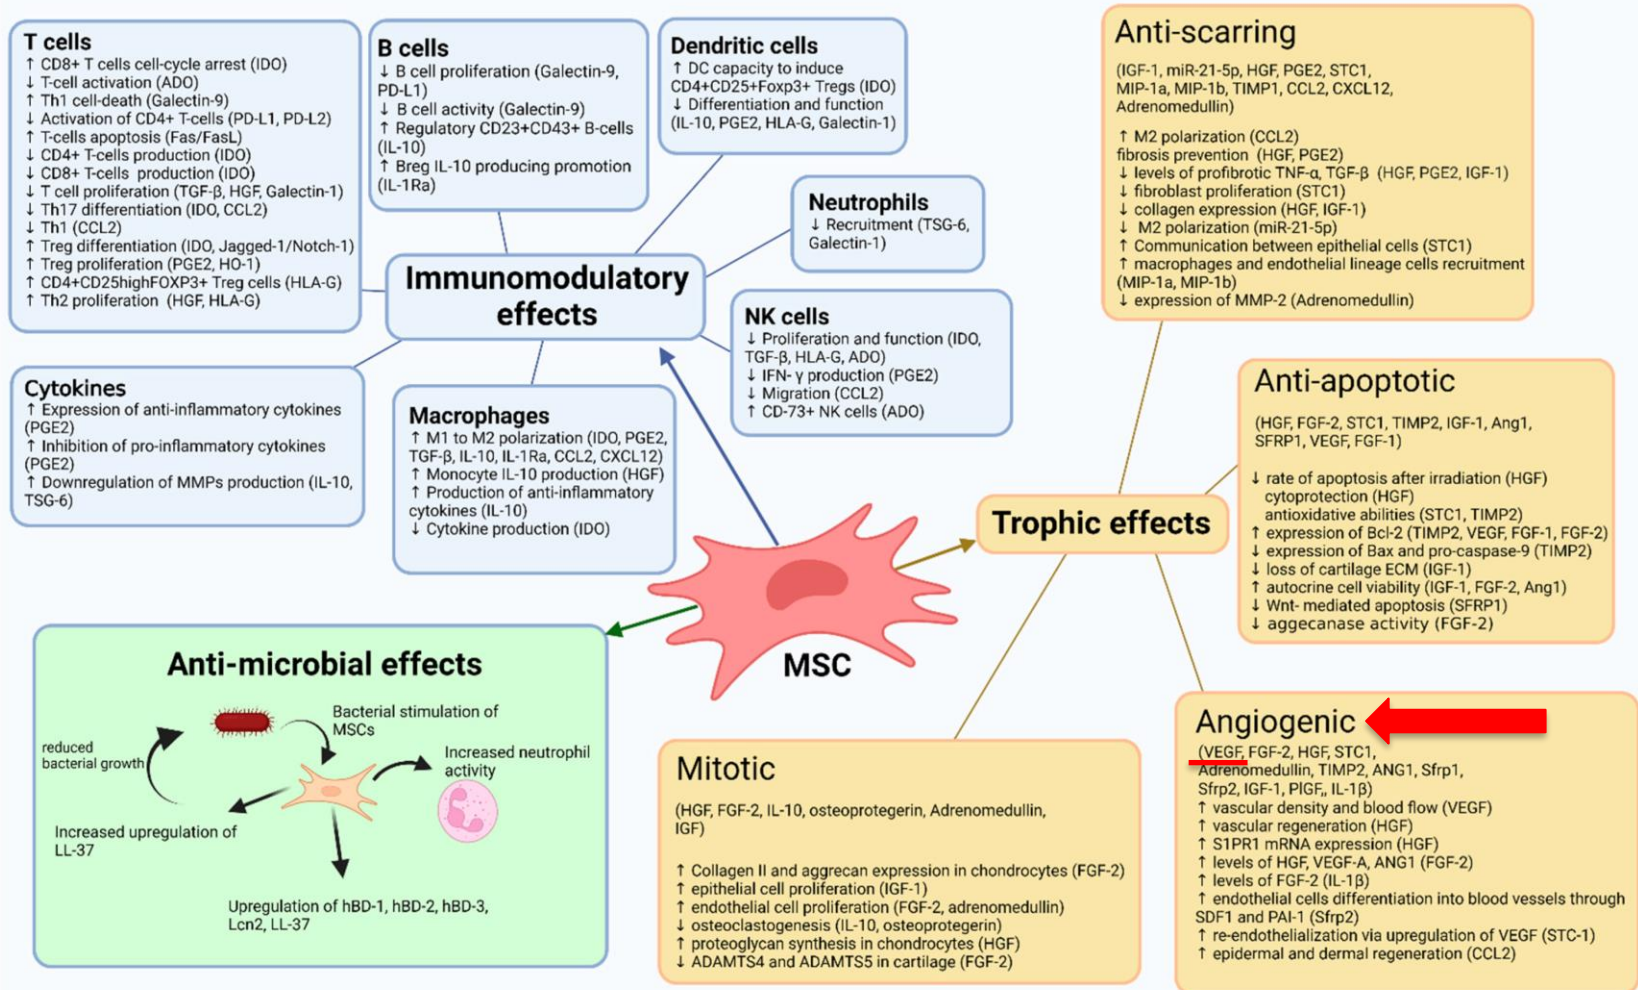 T cells
↑ CD8+ T cells cell-cycle arrest (IDO)
↓ T-cell activation (ADO)
↑ Th1 cell-death (Galectin-9)
↓ Activation of CD4+ T-cells (PD-L1, PD-L2)
↑ T-cells apoptosis (Fas/FasL)
↓ CD4+ T-cells production (IDO)
↓ CD8+ T-cells production (IDO)
↓ T cell proliferation (TGF-β, HGF, Galectin-1)
↓ Th17 differentiation (IDO, CCL2)
↓ Th1 (CCL2)
↑ Treg differentiation (IDO, Jagged-1/Notch-1)
↑ Treg proliferation (PGE2, HO-1)
↑ CD4+CD25highFOXP3+ Treg cells (HLA-G)
↑ Th2 proliferation (HGF, HLA-G)
B cells
↓ B cell proliferation (Galectin-9,
PD-L1)
↓ B cell activity (Galectin-9)
↑ Regulatory CD23+CD43+ B-cells
(IL-10)
↑ Breg IL-10 producing promotion
(IL-1Ra)
Dendritic cells
↑ DC capacity to induce
CD4+CD25+Foxp3+ Tregs (IDO)
↓ Differentiation and function
(IL-10, PGE2, HLA-G, Galectin-1)
Neutrophils
↓ Recruitment (TSG-6,
Galectin-1)
Immunomodulatory
effects
NK cells
↓ Proliferation and function (IDO,
TGF-β, HLA-G, ADO)
↓ IFN- γ production (PGE2)
↓ Migration (CCL2)
↑ CD-73+ NK cells (ADO)
Cytokines
↑ Expression of anti-inflammatory cytokines
(PGE2)
↑ Inhibition of pro-inflammatory cytokines
(PGE2)
↑ Downregulation of MMPs production (IL-10,
TSG-6)
Macrophages
↑ M1 to M2 polarization (IDO, PGE2,
TGF-β, IL-10, IL-1Ra, CCL2, CXCL12)
↑ Monocyte IL-10 production (HGF)
↑ Production of anti-inflammatory
cytokines (IL-10)
↓ Cytokine production (IDO)
MSC
Anti-microbial effects
Bacterial stimulation of
MSCs
reduced
bacterial growth
Increased neutrophil
activity
Increased upregulation of
LL-37
Upregulation of hBD-1, hBD-2, hBD-3,
Lcn2, LL-37
Trophic effects
Anti-scarring
(IGF-1, miR-21-5p, HGF, PGE2, STC1,
MIP-1a, MIP-1b, TIMP1, CCL2, CXCL12,
Adrenomedullin)
↑ M2 polarization (CCL2)
fibrosis prevention (HGF, PGE2)
↓ levels of profibrotic TNF-α, TGF-β (HGF, PGE2, IGF-1)
↓ fibroblast proliferation (STC1)
↓ collagen expression (HGF, IGF-1)
↓ M2 polarization (miR-21-5p)
↑ Communication between epithelial cells (STC1)
↑ macrophages and endothelial lineage cells recruitment
(MIP-1a, MIP-1b)
↓ expression of MMP-2 (Adrenomedullin)
Anti-apoptotic
(HGF, FGF-2, STC1, TIMP2, IGF-1, Ang1,
SFRP1, VEGF, FGF-1)
↓ rate of apoptosis after irradiation (HGF)
cytoprotection (HGF)
antioxidative abilities (STC1, TIMP2)
↑ expression of Bcl-2 (TIMP2, VEGF, FGF-1, FGF-2)
↓ expression of Bax and pro-caspase-9 (TIMP2)
↓ loss of cartilage ECM (IGF-1)
↑ autocrine cell viability (IGF-1, FGF-2, Ang1)
↓ Wnt- mediated apoptosis (SFRP1)
↓ aggecanase activity (FGF-2)
Mitotic
(HGF, FGF-2, IL-10, osteoprotegerin, Adrenomedullin,
IGF)
↑ Collagen II and aggrecan expression in chondrocytes (FGF-2)
↑ epithelial cell proliferation (IGF-1)
↑ endothelial cell proliferation (FGF-2, adrenomedullin)
↓ osteoclastogenesis (IL-10, osteoprotegerin)
↑ proteoglycan synthesis in chondrocytes (HGF)
↓ ADAMTS4 and ADAMTS5 in cartilage (FGF-2)
Angiogenic
(VEGF, FGF-2, HGF, STC1,
Adrenomedullin, TIMP2, ANG1, Sfrp1,
Sfrp2, IGF-1, PlGF,, IL-1β)
↑ vascular density and blood flow (VEGF)
↑ vascular regeneration (HGF)
↑ S1PR1 mRNA expression (HGF)
↑ levels of HGF, VEGF-A, ANG1 (FGF-2)
↑ levels of FGF-2 (IL-1β)
↑ endothelial cells differentiation into blood vessels through
SDF1 and PAI-1 (Sfrp2)
↑ re-endothelialization via upregulation of VEGF (STC-1)
↑ epidermal and dermal regeneration (CCL2)